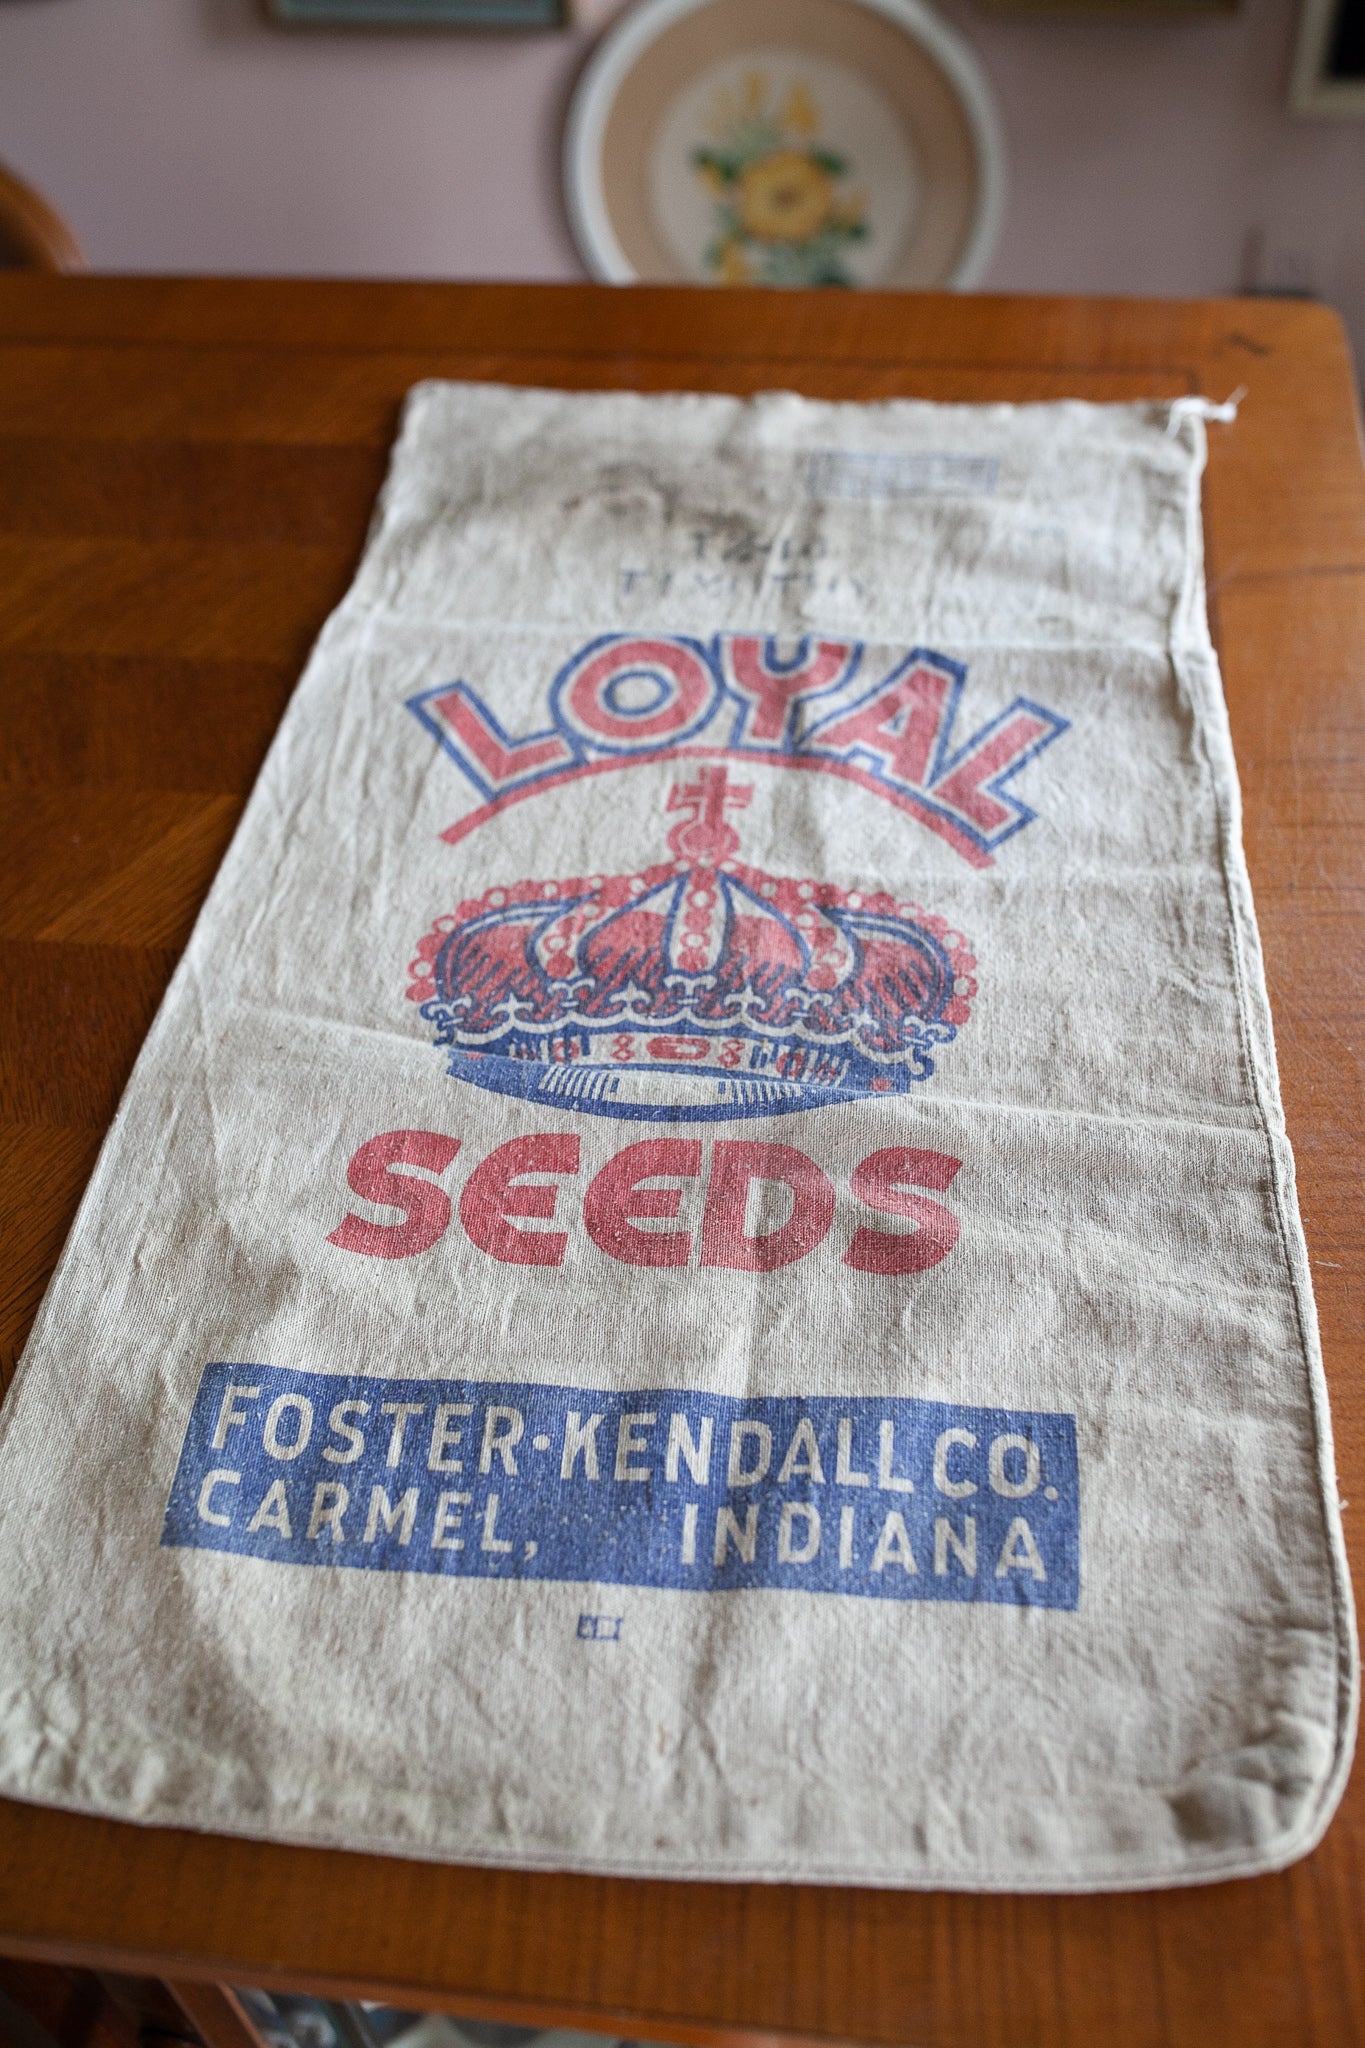 LOYAL
SEEDS
FOSTER·KENDALL CO.
CARMEL, INDIANA